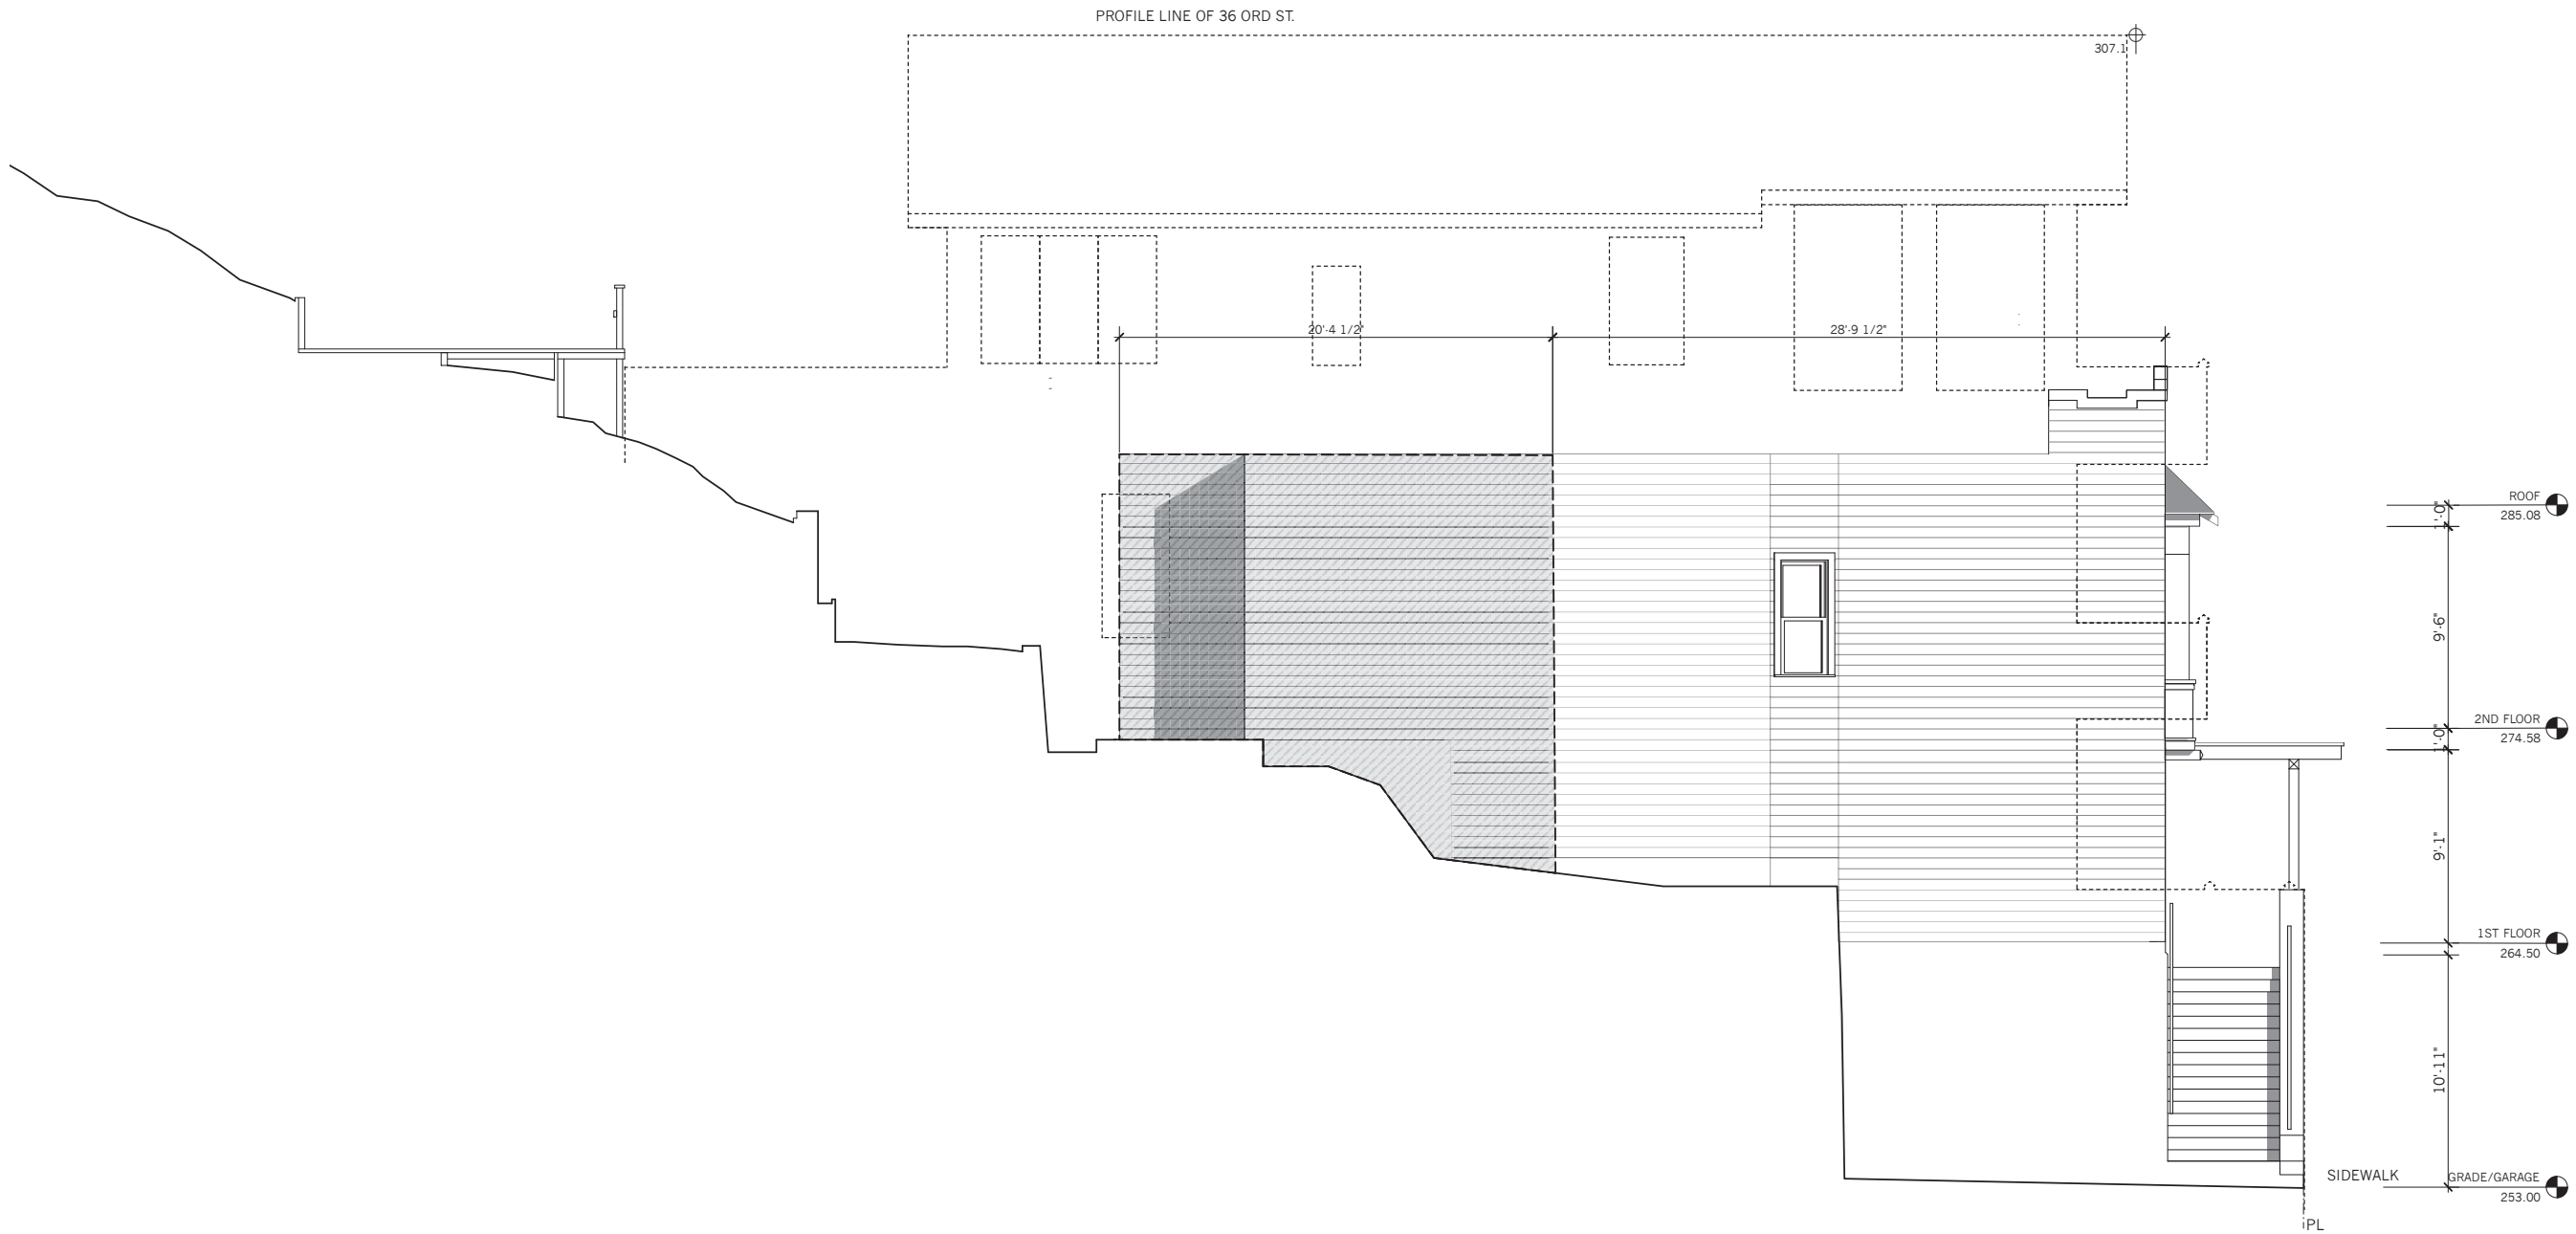 PROFILE LINE OF 36 ORD ST.
307.1
20'-4 1/2"
28'-9 1/2"
ROOF
285.08
1'-0"
9'-6"
2ND FLOOR
274.58
1'-0"
9'-1"
1ST FLOOR
264.50
10'-11"
SIDEWALK
GRADE/GARAGE
253.00
PL